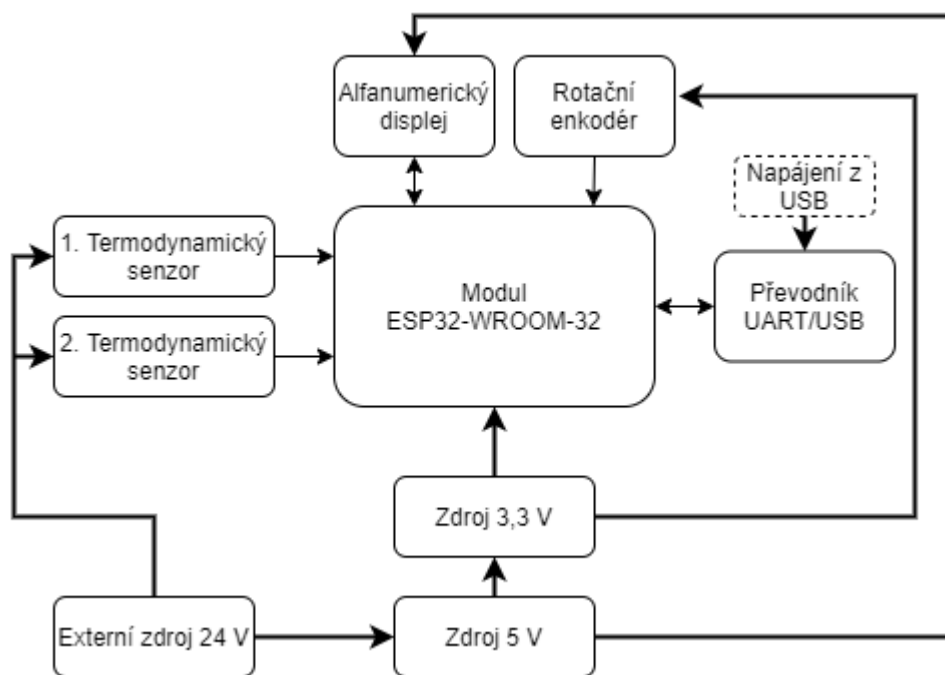 Alfanumerický
displej
Rotační
enkodér
Napájení z
USB
1. Termodynamický
senzor
Modul
ESP32-WROOM-32
Převodník
UART/USB
2. Termodynamický
senzor
Zdroj 3,3 V
Externí zdroj 24 V
Zdroj 5 V